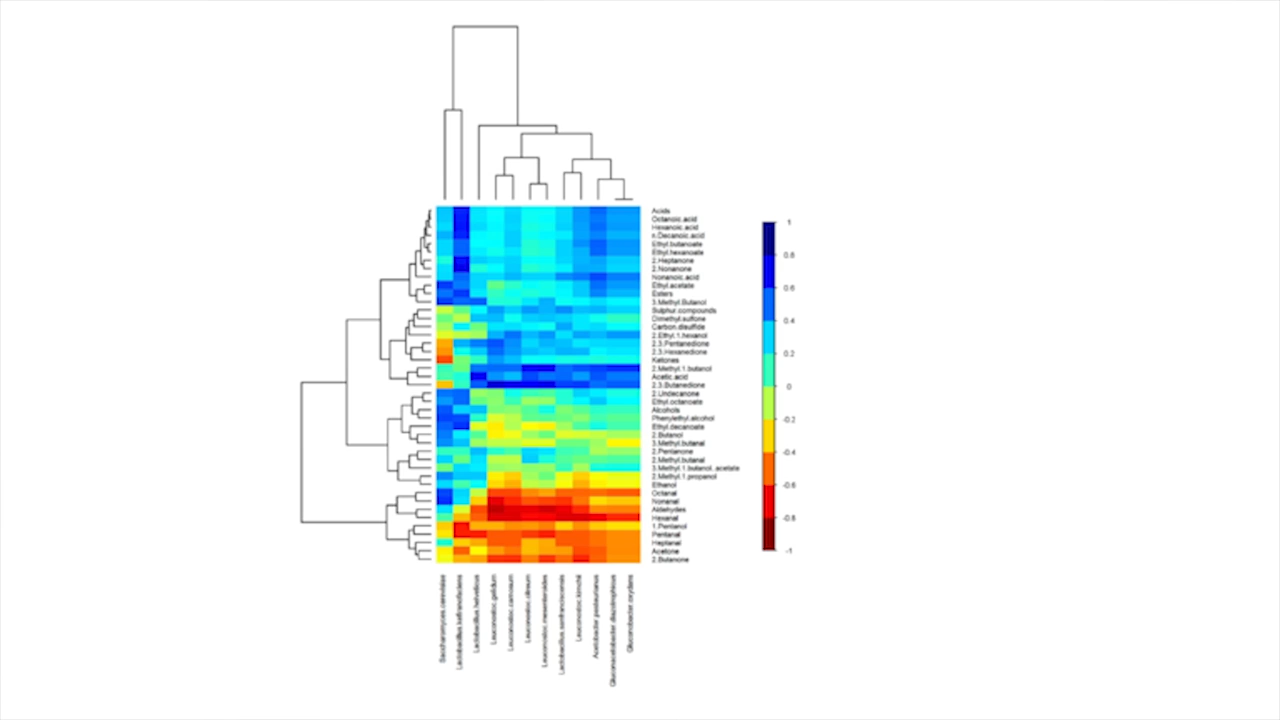 Acids
Octanoic.acid
Hexanoic.acid
n.Decanoic.acid
Ethyl.butanoate
Ethyl.hexanoate
2.Heptanone
2.Nonanone
Nonanoic.acid
Ethyl.acetate
Esters
3.Methyl.Butanol
Sulphur.compounds
Dimethyl.sulfone
Carbon.disulfide
2.Ethyl.1.hexanol
2.3.Pentanedione
2.3.Hexanedione
Ketones
2.Methyl.1.butanol
Acetic.acid
2.3.Butanedione
2.Undecanone
Ethyl.octanoate
Alcohols
Phenylethyl.alcohol
Ethyl.decanoate
2.Butanol
3.Methyl.butanal
2.Pentanone
2.Methyl.butanal
3.Methyl.1.butanol..acetate
2.Methyl.1.propanol
Ethanol
Octanal
Nonanal
Aldehydes
Hexanal
1.Pentanol
Pentanal
Heptanal
Acetone
2.Butanone
1
0.8
0.6
0.4
0.2
0
-0.2
-0.4
-0.6
-0.8
-1
Saccharomyces.cerevisiae
Lactobacillus.kefiranofaciens
Lactobacillus.helveticus
Leuconostoc.gelidum
Leuconostoc.carnosum
Leuconostoc.citreum
Leuconostoc.mesenteroides
Lactobacillus.sanfranciscensis
Leuconostoc.kimchii
Acetobacter.pasteurianus
Gluconacetobacter.diazotrophicus
Gluconobacter.oxydans